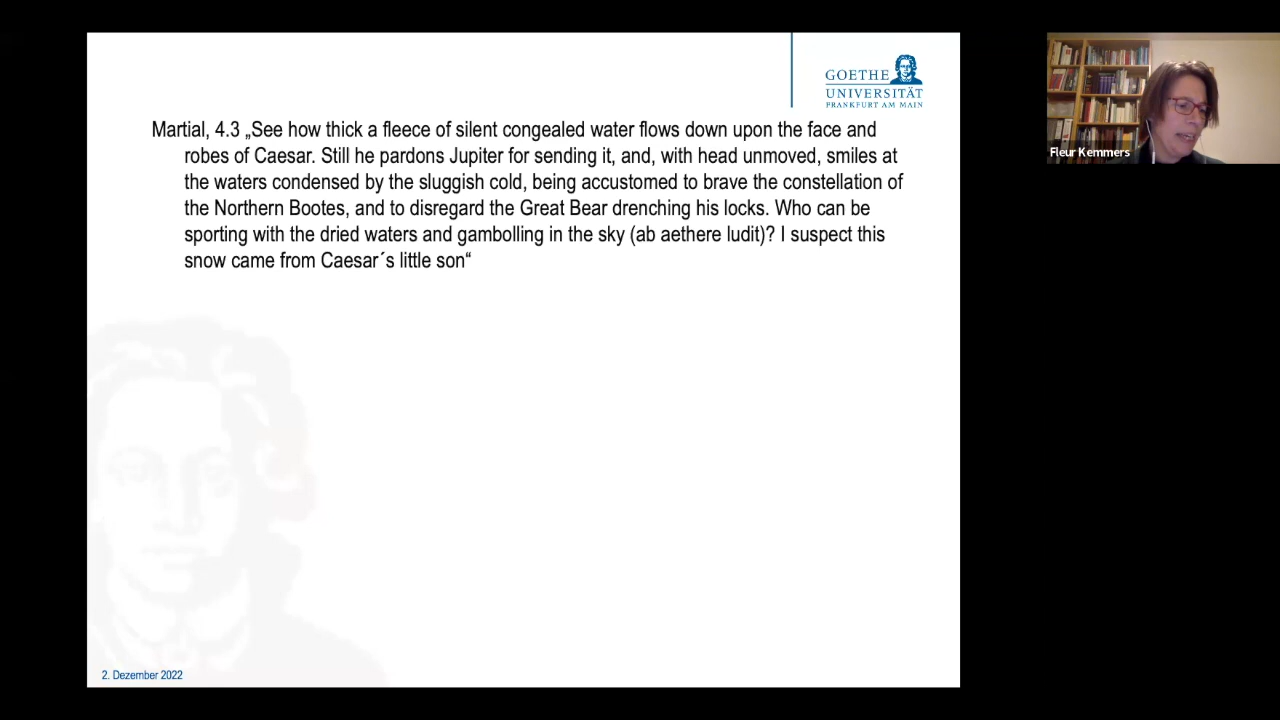 GOETHE
UNIVERSITÄT
FRANKFURT AM MAIN
Martial, 4.3 „See how thick a fleece of silent congealed water flows down upon the face and
robes of Caesar. Still he pardons Jupiter for sending it, and, with head unmoved, smiles at
the waters condensed by the sluggish cold, being accustomed to brave the constellation of
the Northern Bootes, and to disregard the Great Bear drenching his locks. Who can be
sporting with the dried waters and gambolling in the sky (ab aethere ludit)? I suspect this
snow came from Caesar´s little son“
2. Dezember 2022
Fleur Kemmers